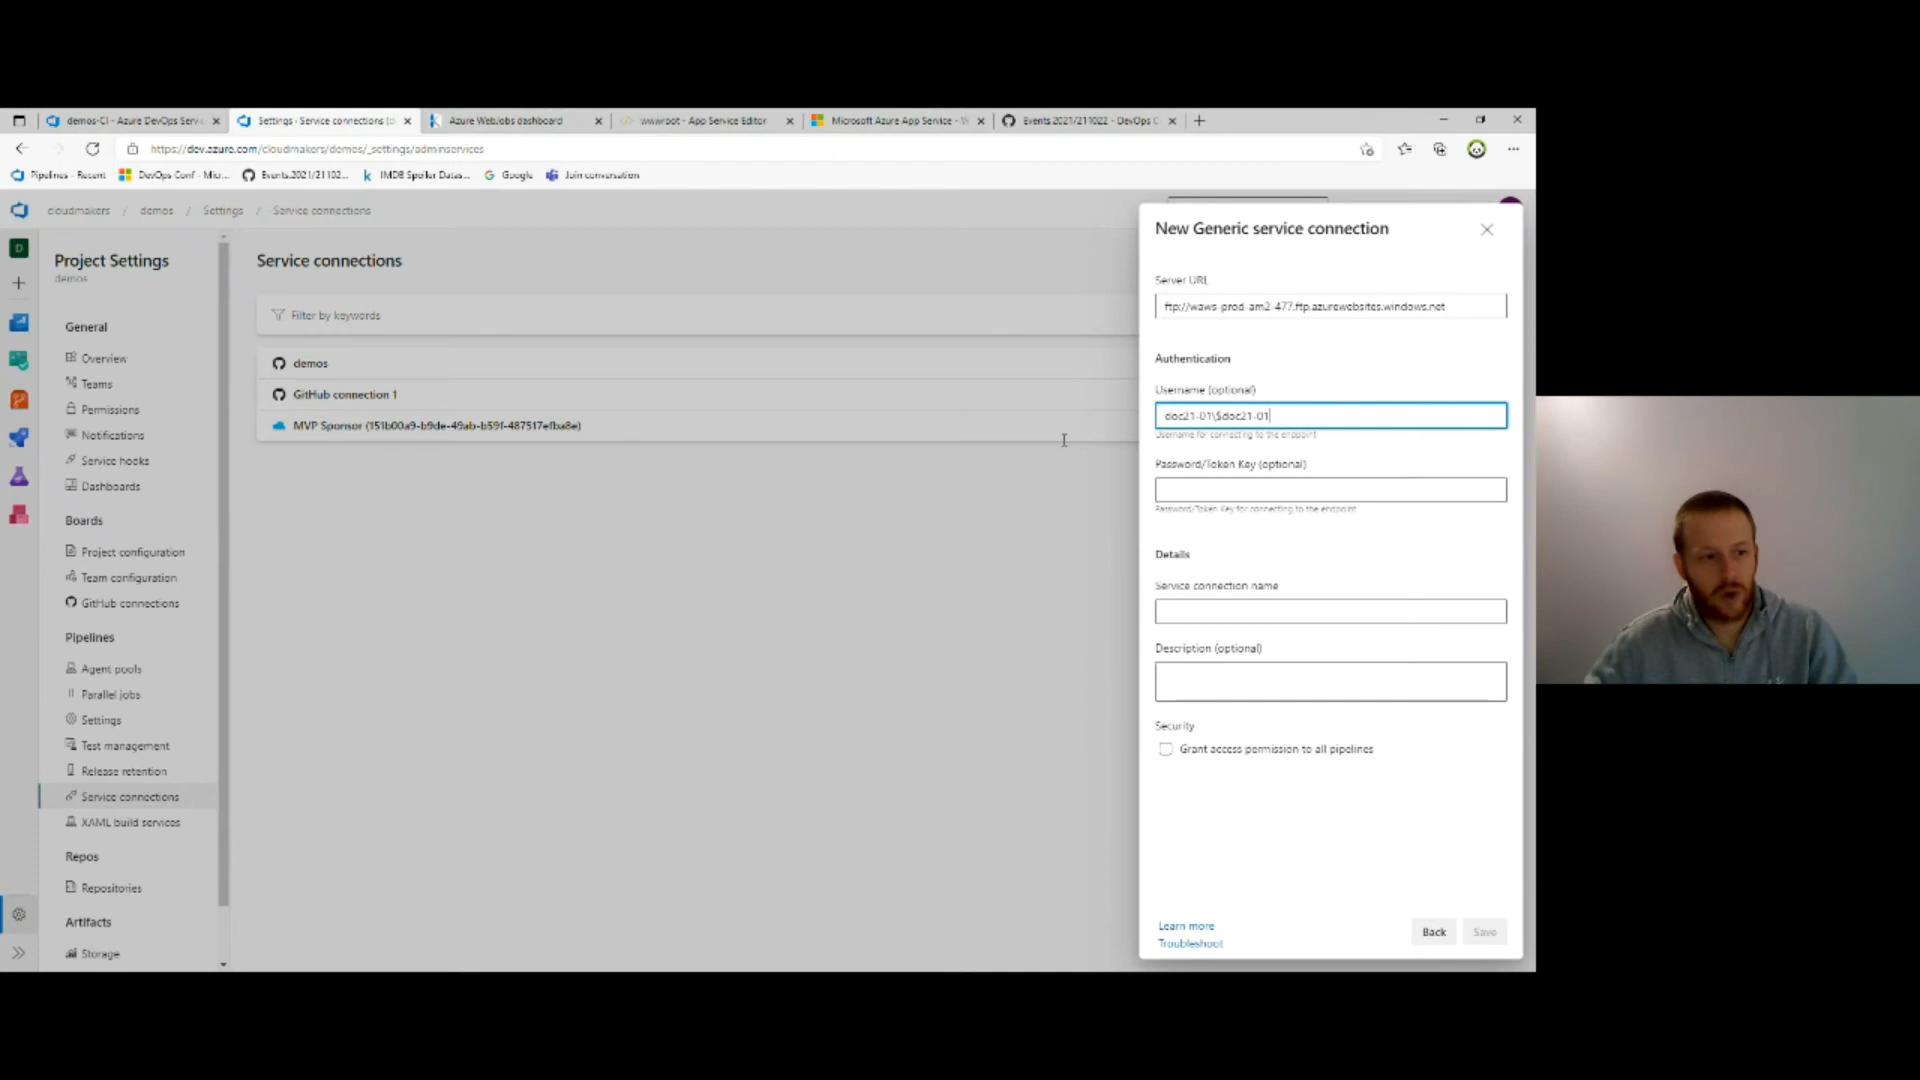 demos-CI - Azure DevOps Servi
Settings · Service connections (d
Azure WebJobs dashboard
wwwroot - App Service Editor
Microsoft Azure App Service - W
Events.2021/211022 - DevOps C
https://dev.azure.com/cloudmakers/demos/_settings/adminservices
Pipelines - Recent
DevOps Conf - Micr...
Events.2021/21102...
IMDB Spoiler Datas...
Google
Join conversation
cloudmakers / demos / Settings / Service connections
D
Project Settings
demos
General
Overview
Teams
Permissions
Notifications
Service hooks
Dashboards
Boards
Project configuration
Team configuration
GitHub connections
Pipelines
Agent pools
Parallel jobs
Settings
Test management
Release retention
Service connections
XAML build services
Repos
Repositories
Artifacts
Storage
Service connections
Filter by keywords
demos
GitHub connection 1
MVP Sponsor (151b00a9-b9de-49ab-b59f-487517efba8e)
New Generic service connection
Server URL
ftp://waws-prod-am2-477.ftp.azurewebsites.windows.net
Authentication
Username (optional)
doc21-01\$doc21-01
Username for connecting to the endpoint
Password/Token Key (optional)
Password/Token Key for connecting to the endpoint
Details
Service connection name
Description (optional)
Security
Grant access permission to all pipelines
Learn more
Troubleshoot
Back
Save